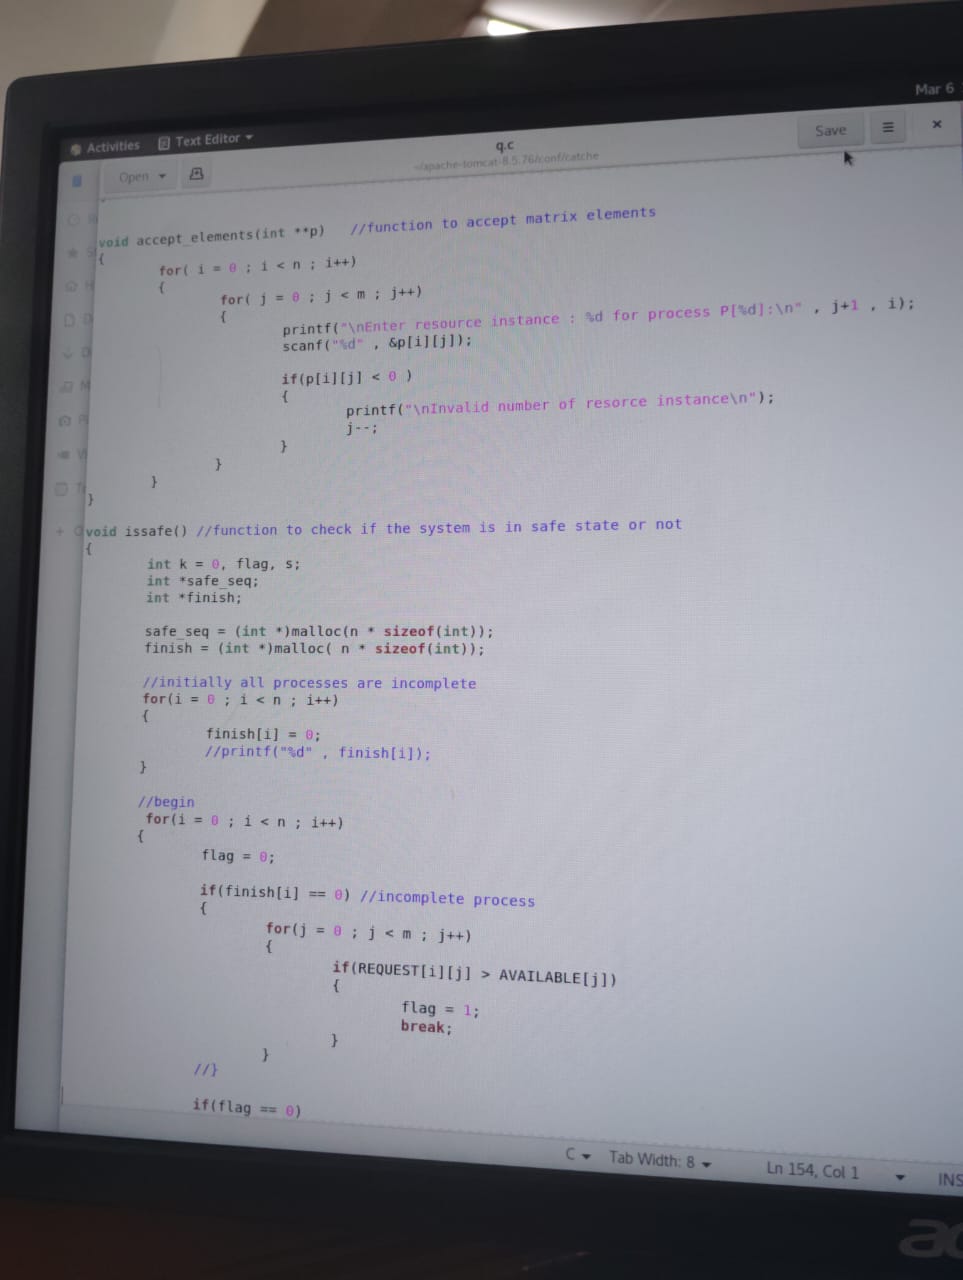 Mar 6
Activities Text Editor
Open
q.c
~/apache-tomcat-8.5.76/conf/catche
Save
void accept_elements(int **p) //function to accept matrix elements
{
for( i = 0 ; i < n ; i++)
{
for( j = 0 ; j < m ; j++)
{
printf("\nEnter resource instance : %d for process P[%d]:\n" , j+1 , i);
scanf("%d" , &p[i][j]);
if(p[i][j] < 0 )
{
printf("\nInvalid number of resorce instance\n");
j--;
}
}
}
}
void issafe() //function to check if the system is in safe state or not
{
int k = 0, flag, s;
int *safe_seq;
int *finish;
safe_seq = (int *)malloc(n * sizeof(int));
finish = (int *)malloc( n * sizeof(int));
//initially all processes are incomplete
for(i = 0 ; i < n ; i++)
{
finish[i] = 0;
//printf("%d" , finish[i]);
}
//begin
for(i = 0 ; i < n ; i++)
{
flag = 0;
if(finish[i] == 0) //incomplete process
{
for(j = 0 ; j < m ; j++)
{
if(REQUEST[i][j] > AVAILABLE[j])
{
flag = 1;
break;
}
}
//}
if(flag == 0)
C Tab Width: 8 Ln 154, Col 1 INS